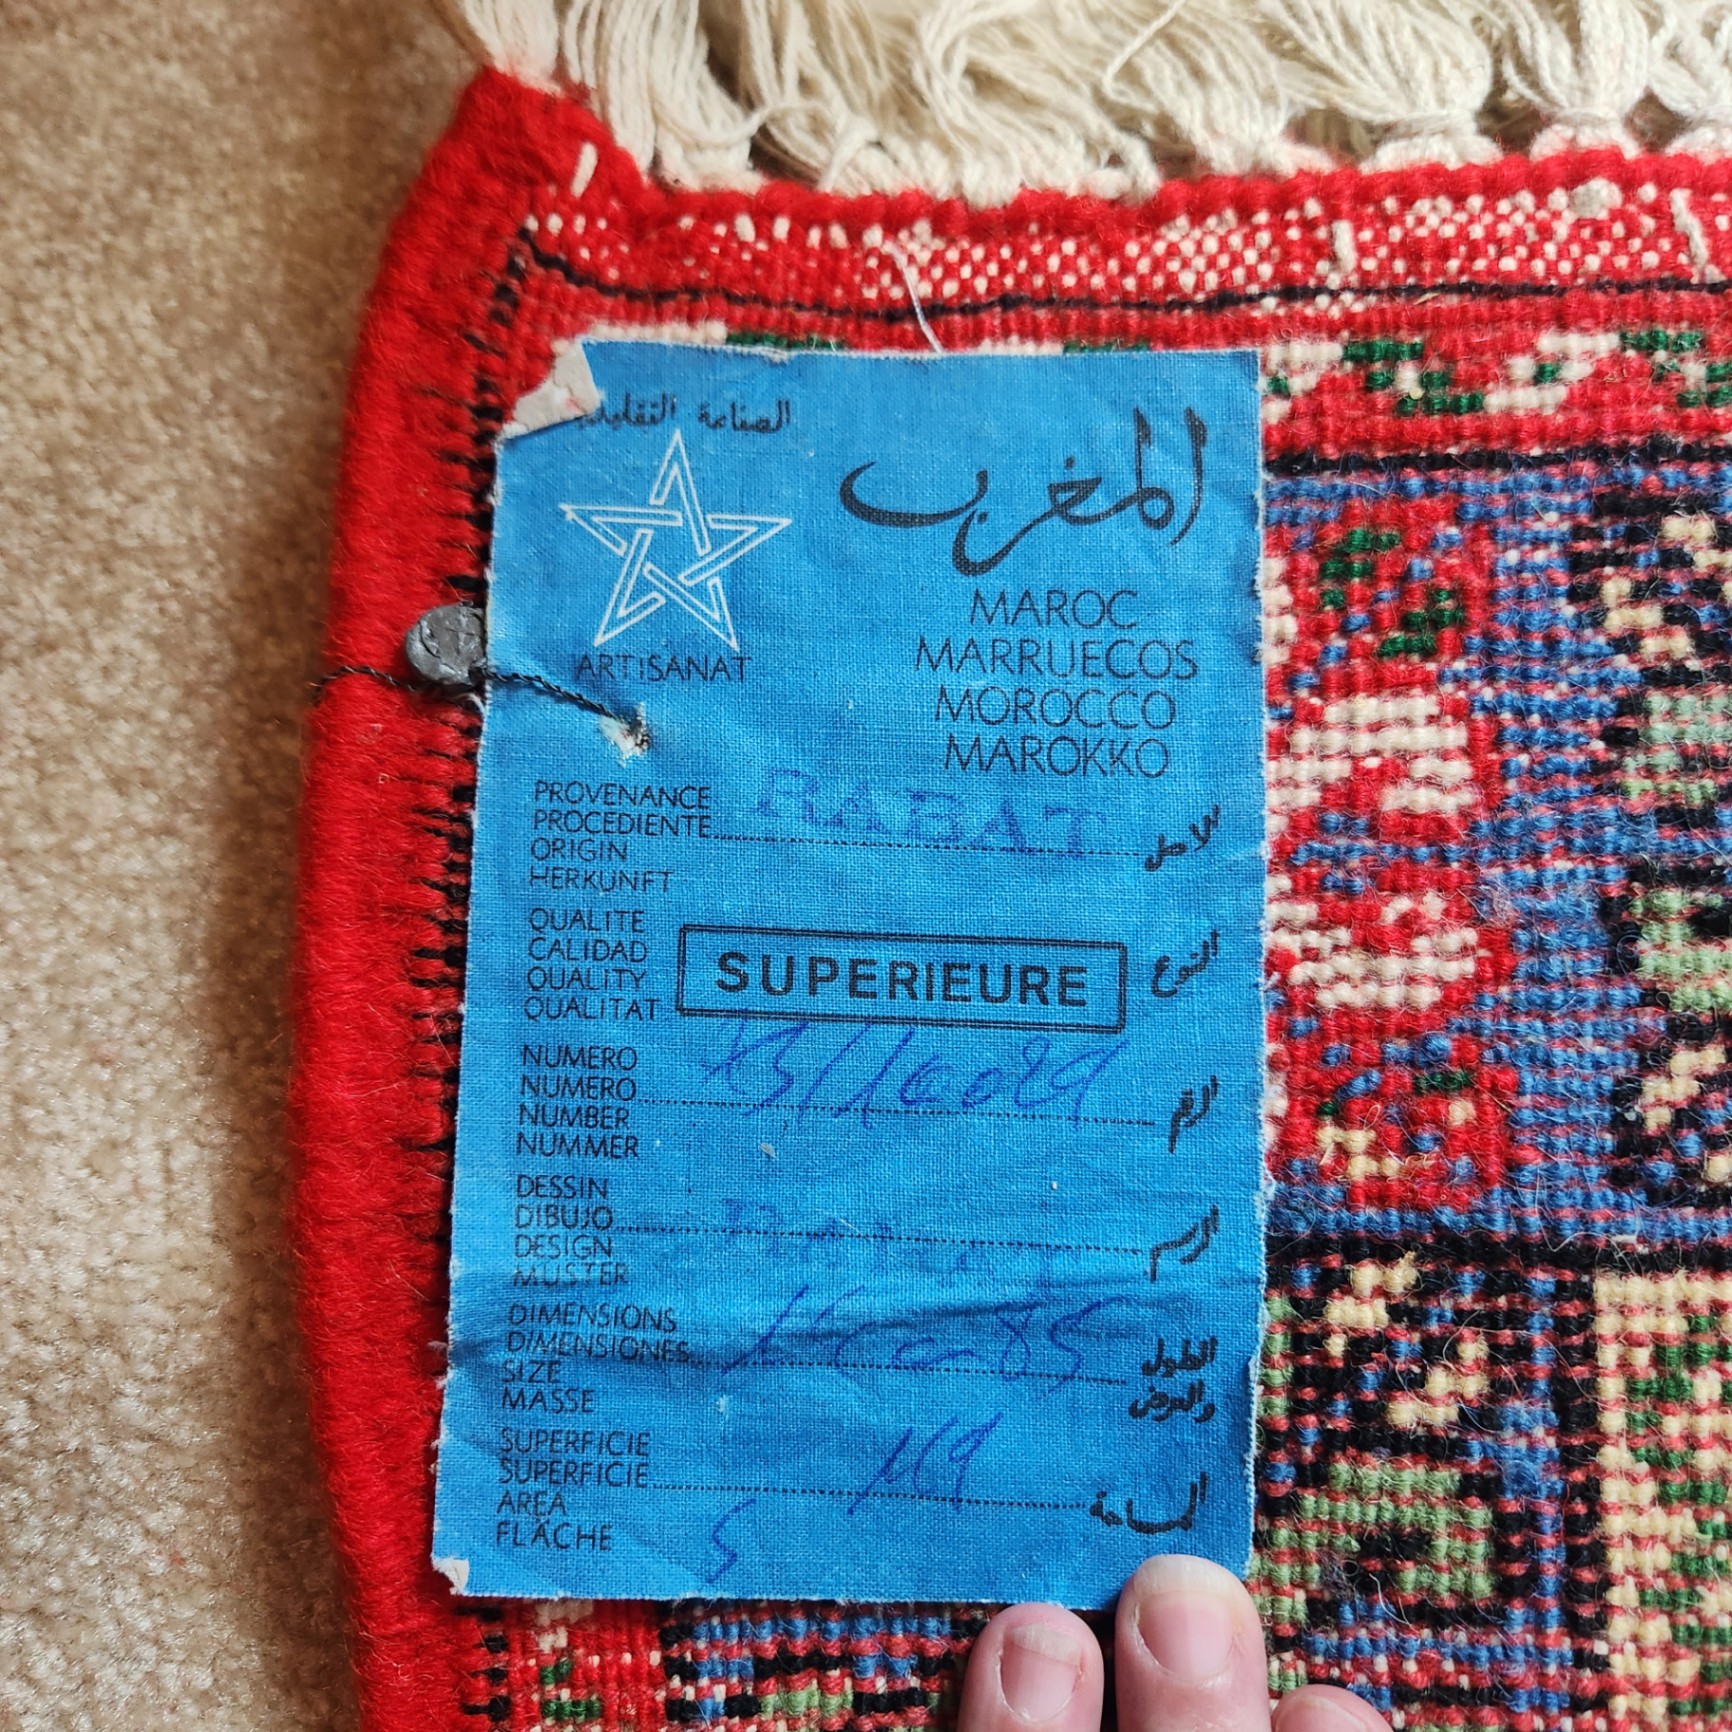 الصناعة التقليدية
المغرب
ARTISANAT
MAROC
MARRUECOS
MOROCCO
MAROKKO
PROVENANCE
PROCEDIENTE RABAT الاصل
ORIGIN
HERKUNFT
QUALITE
CALIDAD
QUALITY SUPERIEURE النوع
QUALITAT
NUMERO
NUMERO الرقم
NUMBER
NUMMER
DESSIN
DIBUJO الرسم
DESIGN
MUSTER
DIMENSIONS
DIMENSIONES الطول
SIZE والعرض
MASSE
SUPERFICIE
SUPERFICIE المساحة
AREA
FLÄCHE